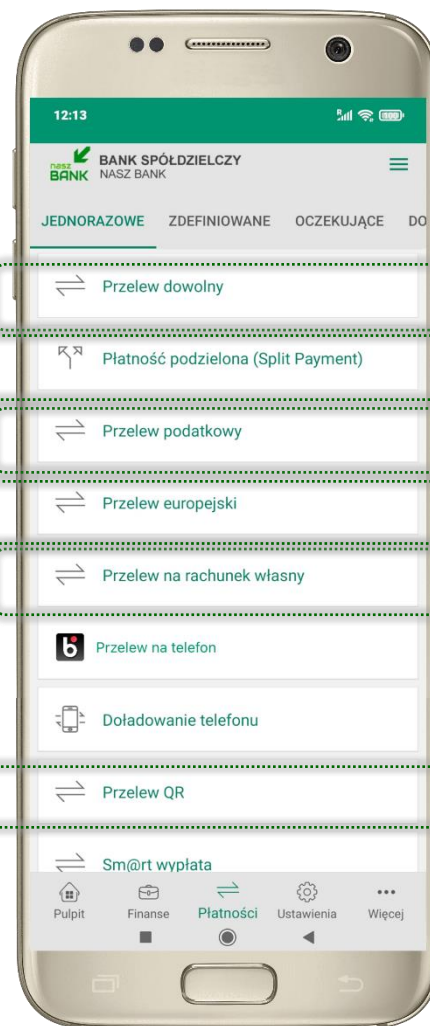 12:13
100
nasz
BANK
BANK SPÓŁDZIELCZY
NASZ BANK
JEDNORAZOWE ZDEFINIOWANE OCZEKUJĄCE DO
Przelew dowolny
Płatność podzielona (Split Payment)
Przelew podatkowy
Przelew europejski
Przelew na rachunek własny
Przelew na telefon
Doładowanie telefonu
Przelew QR
Sm@rt wypłata
Pulpit Finanse Płatności Ustawienia Więcej